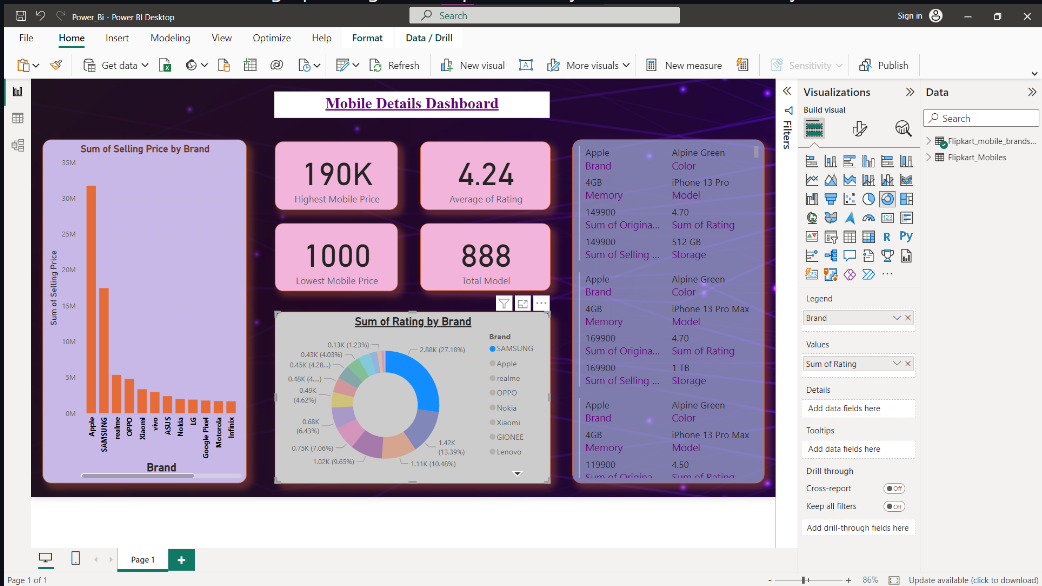 Power_Bi - Power BI Desktop
Search
Sign in
File Home Insert Modeling View Optimize Help Format Data / Drill
Get data
Refresh
New visual
More visuals
New measure
Sensitivity
Publish
Mobile Details Dashboard
Sum of Selling Price by Brand
Sum of Selling Price
35M
30M
25M
20M
15M
10M
5M
0M
Apple
SAMSUNG
realme
OPPO
Xiaomi
vivo
ASUS
Nokia
LG
Google Pixel
Motorola
Infinix
Brand
190K
Highest Mobile Price
4.24
Average of Rating
1000
Lowest Mobile Price
888
Total Model
Sum of Rating by Brand
0.13K (1.23%)
0.43K (4.03%)
0.45K (4.28...)
0.48K (4....)
0.49K
(4.62%)
0.68K
(6.43%)
0.75K (7.06%)
1.02K (9.65%)
1.11K (10.48%)
1.42K
(13.39%)
2.88K (27.18%)
Brand
SAMSUNG
Apple
realme
OPPO
Nokia
Xiaomi
GIONEE
Lenovo
Apple Alpine Green
Brand Color
4GB iPhone 13 Pro
Memory Model
149900 4.70
Sum of Origina... Sum of Rating
149900 512 GB
Sum of Selling ... Storage
Apple Alpine Green
Brand Color
4GB iPhone 13 Pro Max
Memory Model
169900 4.70
Sum of Origina... Sum of Rating
169900 1 TB
Sum of Selling ... Storage
Apple Alpine Green
Brand Color
4GB iPhone 13 Pro Max
Memory Model
119900 4.50
Sum of Origina... Sum of Rating
Filters
Visualizations
Build visual
R Py
Legend
Brand
Values
Sum of Rating
Details
Add data fields here
Tooltips
Add data fields here
Drill through
Cross-report Off
Keep all filters On
Add drill-through fields here
Data
Search
Flipkart_mobile_brands...
Flipkart_Mobiles
Page 1
Page 1 of 1
86%
Update available (click to download)